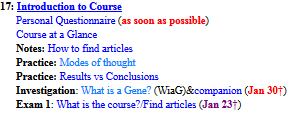 17: Introduction to Course
Personal Questionnaire (as soon as possible)
Course at a Glance
Notes: How to find articles
Practice: Modes of thought
Practice: Results vs Conclusions
Investigation: What is a Gene? (WiaG)&companion (Jan 30†)
Exam 1: What is the course?/Find articles (Jan 23†)